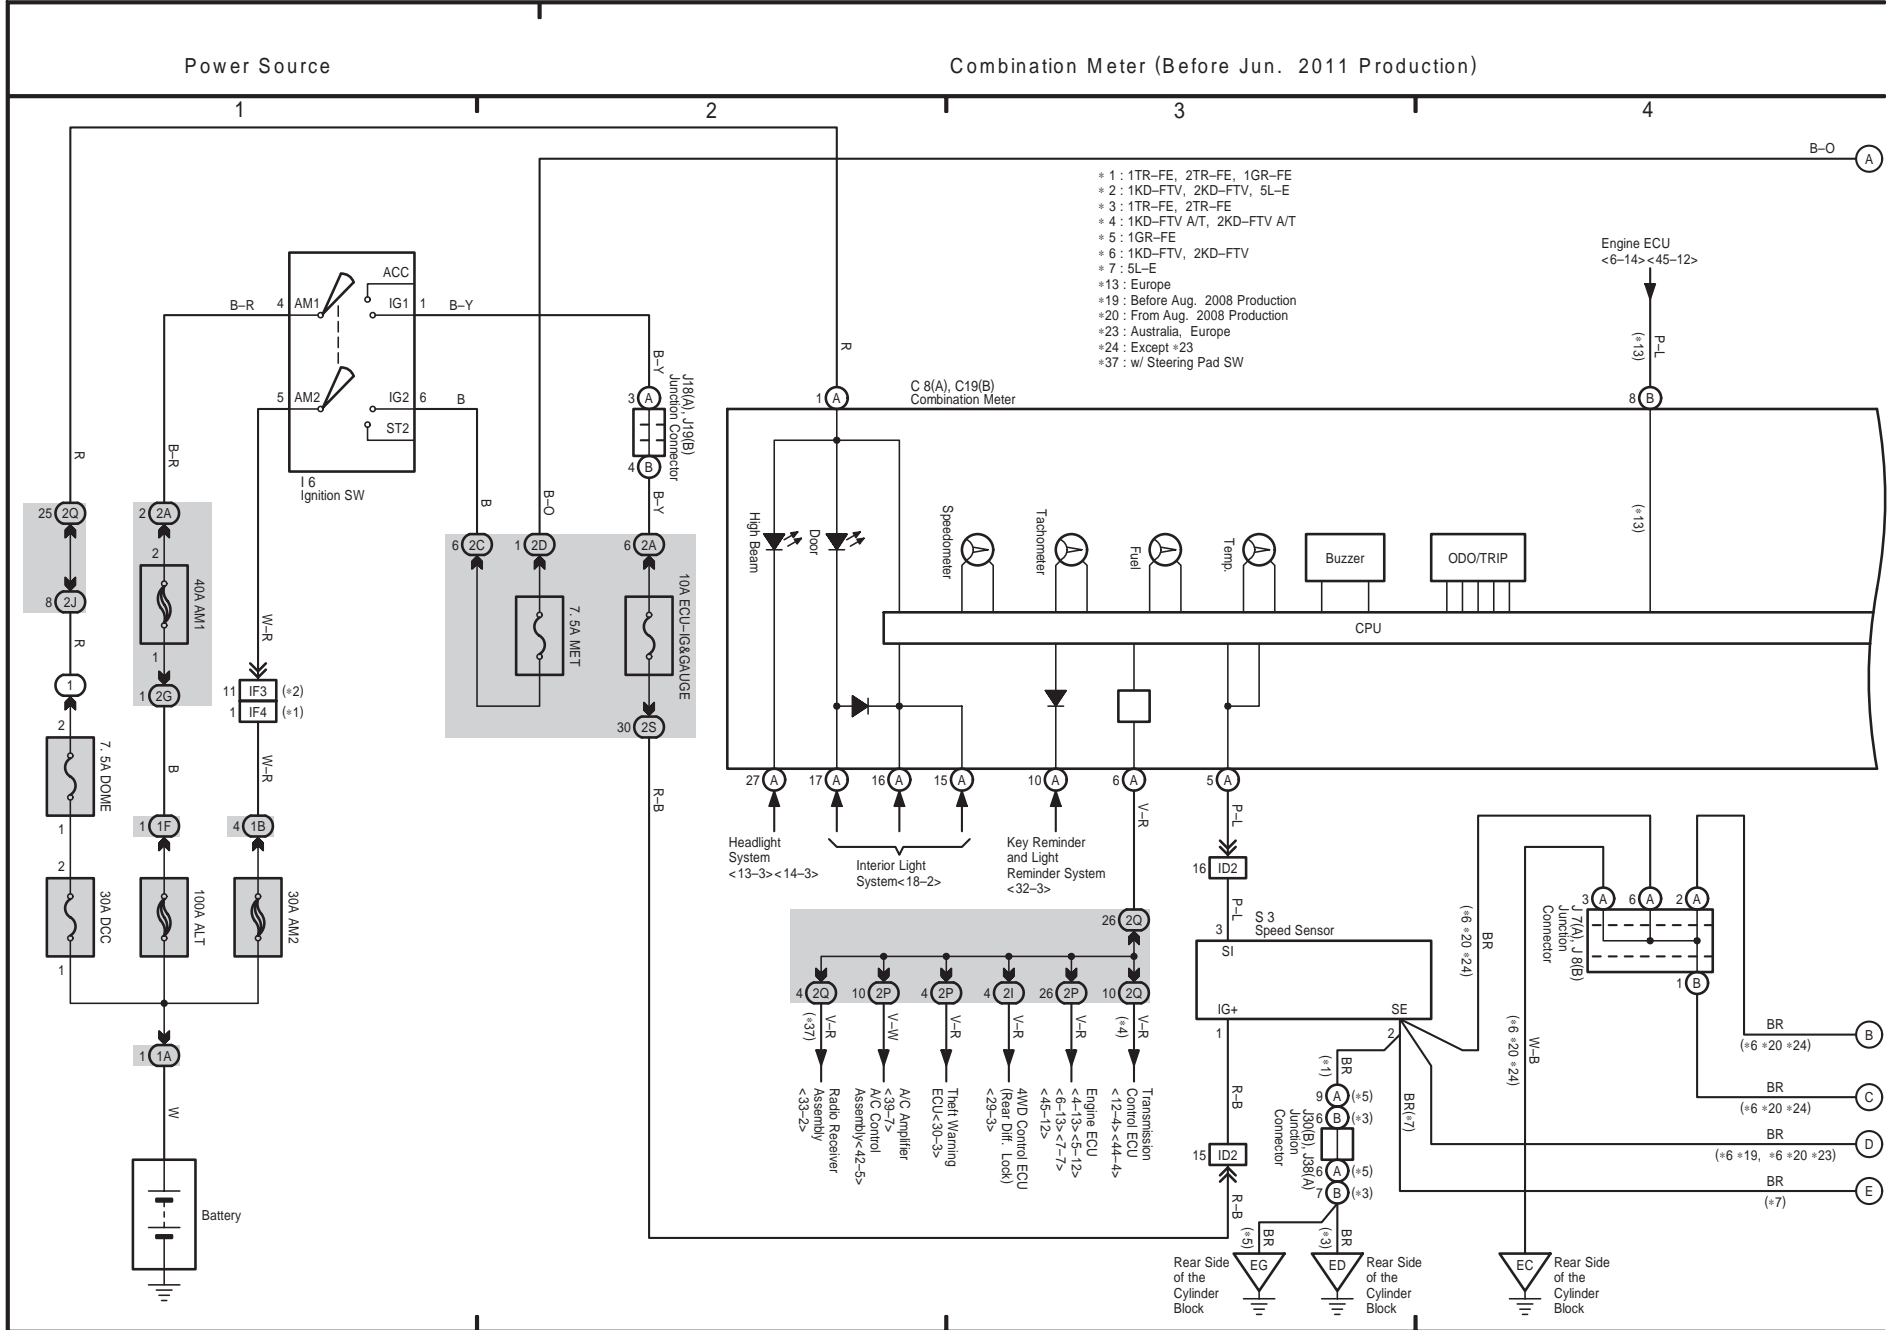 Power Source
Combination Meter (Before Jun. 2011 Production)
1
2
3
4
B–O
A
* 1 : 1TR–FE, 2TR–FE, 1GR–FE
* 2 : 1KD–FTV, 2KD–FTV, 5L–E
* 3 : 1TR–FE, 2TR–FE
* 4 : 1KD–FTV A/T, 2KD–FTV A/T
* 5 : 1GR–FE
* 6 : 1KD–FTV, 2KD–FTV
* 7 : 5L–E
*13 : Europe
*19 : Before Aug. 2008 Production
*20 : From Aug. 2008 Production
*23 : Australia, Europe
*24 : Except *23
*37 : w/ Steering Pad SW
Engine ECU
<6–14><45–12>
P–L
(*13)
8 B
(*13)
ACC
B–R
4 AM1
IG1 1
B–Y
5 AM2
IG2 6
B
ST2
I 6
Ignition SW
R
B–R
W–R
B
B–O
B–Y
3 A
4 B
J18(A), J19(B)
Junction Connector
B–Y
R
1 A
C 8(A), C19(B)
Combination Meter
25 2Q
8 2J
R
1
2
7. 5A DOME
1
2
30A DCC
1
2 2A
2
40A AM1
1
1 2G
B
1 1F
100A ALT
11 IF3 (*2)
1 IF4 (*1)
W–R
4 1B
30A AM2
1 1A
W
Battery
6 2C
1 2D
6 2A
7. 5A MET
10A ECU–IG&GAUGE
30 2S
R–B
High Beam
Door
Speedometer
Tachometer
Fuel
Temp.
Buzzer
ODO/TRIP
CPU
27 A
17 A
16 A
15 A
10 A
6 A
5 A
Headlight
System
<13–3><14–3>
Interior Light
System<18–2>
Key Reminder
and Light
Reminder System
<32–3>
V–R
P–L
16 ID2
P–L
26 2Q
4 2Q
10 2P
4 2P
4 2I
26 2P
10 2Q
V–R
(*37)
V–W
V–R
V–R
V–R
V–R
(*4)
Radio Receiver
Assembly
<33–2>
A/C Amplifier
<39–7>
A/C Control
Assembly<42–5>
Theft Warning
ECU<30–3>
4WD Control ECU
(Rear Diff. Lock)
<29–3>
Engine ECU
<4–13><5–12>
<6–13><7–7>
<45–12>
Transmission
Control ECU
<12–4><44–4>
3
S 3
Speed Sensor
SI
IG+
SE
1
2
R–B
15 ID2
R–B
BR
(*1)
9 A (*5)
6 B (*3)
J30(B), J38(A)
Junction
Connector
6 A (*5)
7 B (*3)
BR
(*5)
BR
(*3)
BR(*7)
BR
(*6 *20 *24)
W–B
(*6 *20 *24)
3 A
6 A
2 A
J 7(A), J 8(B)
Junction
Connector
1 B
BR
(*6 *20 *24)
B
BR
(*6 *20 *24)
C
BR
(*6 *19, *6 *20 *23)
D
BR
(*7)
E
Rear Side
of the
Cylinder
Block
EG
ED
Rear Side
of the
Cylinder
Block
EC
Rear Side
of the
Cylinder
Block